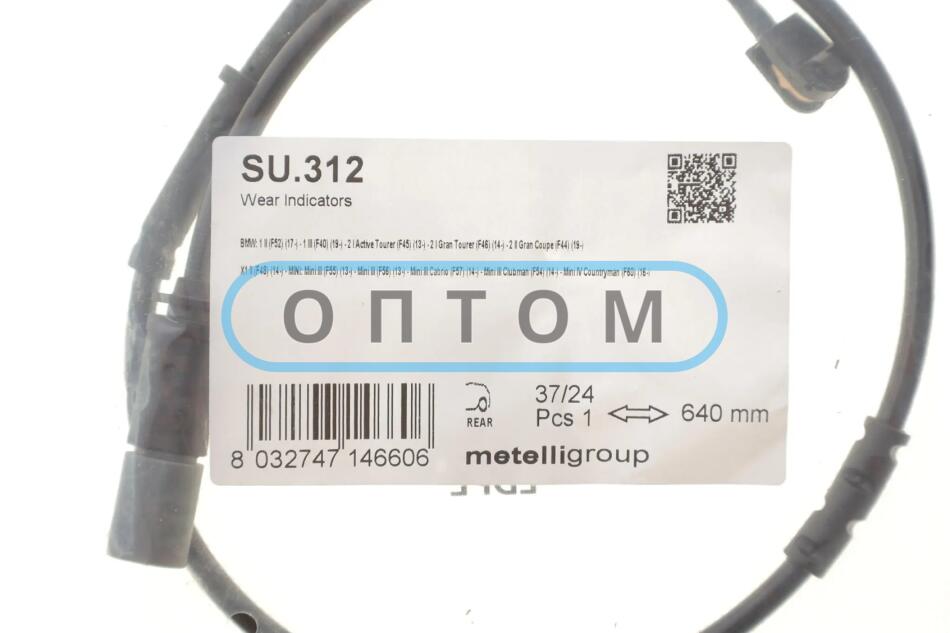 SU.312
Wear Indicators
BMW: 1 II (F52) (17-) - 1 III (F40) (19-) - 2 I Active Tourer (F45) (13-) - 2 I Gran Tourer (F46) (14-) - 2 II Gran Coupe (F44) (19-)
X1 II (F48) (14-) - MINI: Mini III (F55) (13-) - Mini III (F56) (13-) - Mini III Cabrio (F57) (14-) - Mini III Clubman (F54) (14-) - Mini IV Countryman (F60) (16-)
ОПТОМ
37/24
REAR Pcs 1 640 mm
8 032747 146606 metelligroup